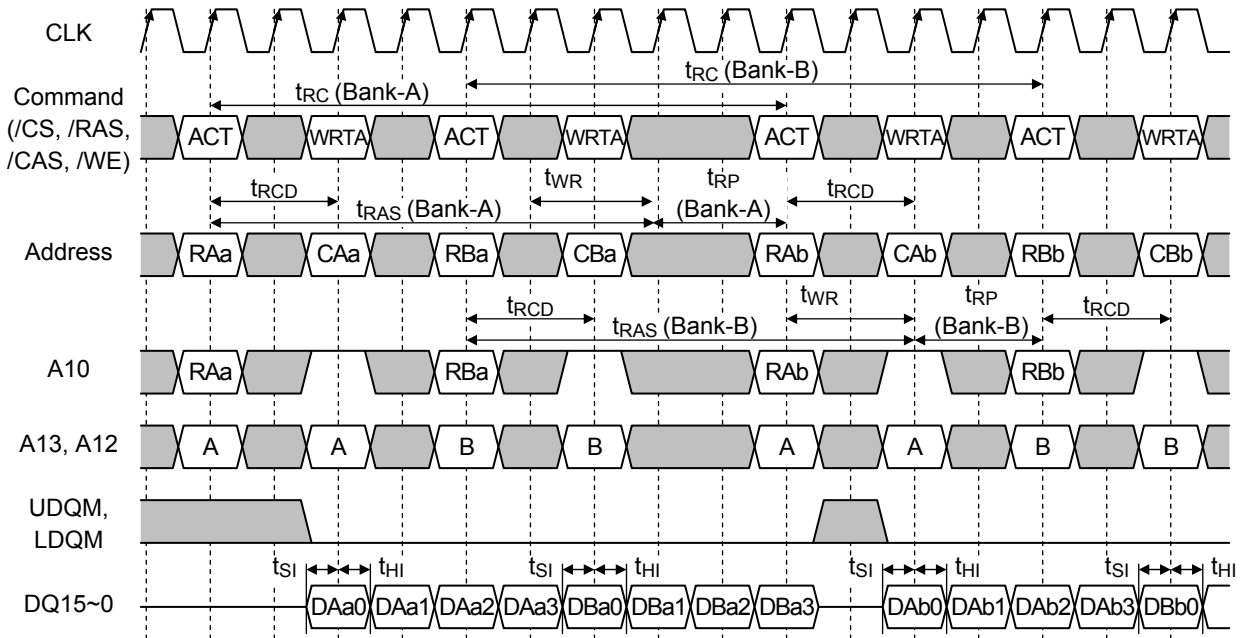 CLK
tRC (Bank-B)
Command
(/CS, /RAS,
/CAS, /WE)
tRC (Bank-A)
ACT WRTA ACT WRTA ACT WRTA ACT WRTA
tRCD tWR tRP tRCD
tRAS (Bank-A) (Bank-A)
Address RAa CAa RBa CBa RAb CAb RBb CBb
tRCD tWR tRP tRCD
tRAS (Bank-B) (Bank-B)
A10 RAa RBa RAb RBb
A13, A12 A A B B A A B B
UDQM,
LDQM
tSI tHI tSI tHI tSI tHI tSI tHI
DQ15~0 DAa0 DAa1 DAa2 DAa3 DBa0 DBa1 DBa2 DBa3 DAb0 DAb1 DAb2 DAb3 DBb0